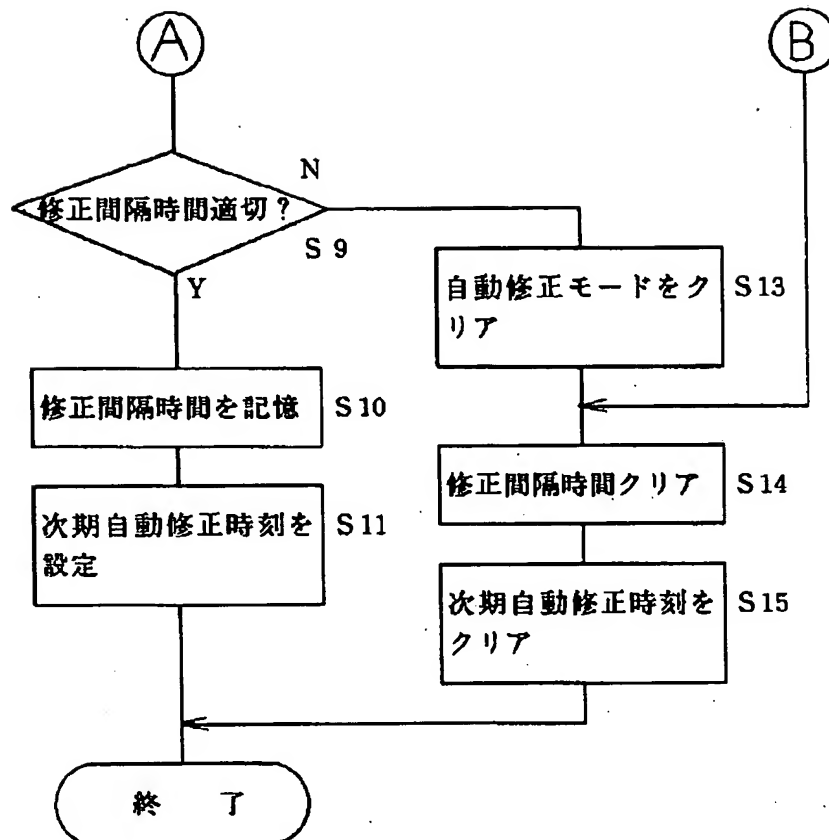 A
B
N
修正間隔時間適切?
S 9
Y
自動修正モードをク
リア
S13
修正間隔時間を記憶
S10
修正間隔時間クリア
S14
次期自動修正時刻を
設定
S11
次期自動修正時刻を
クリア
S15
終 了